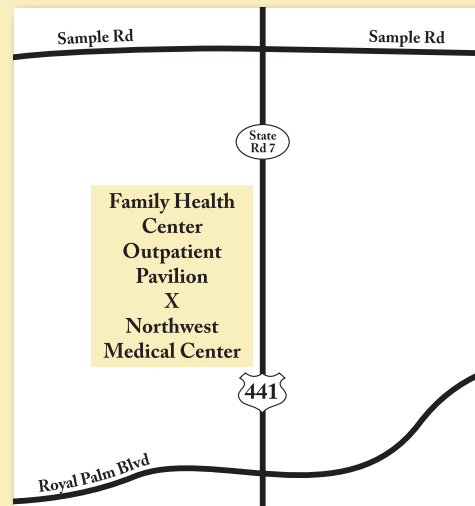 Sample Rd
Sample Rd
State
Rd 7
Family Health
Center
Outpatient
Pavilion
X
Northwest
Medical Center
441
Royal Palm Blvd